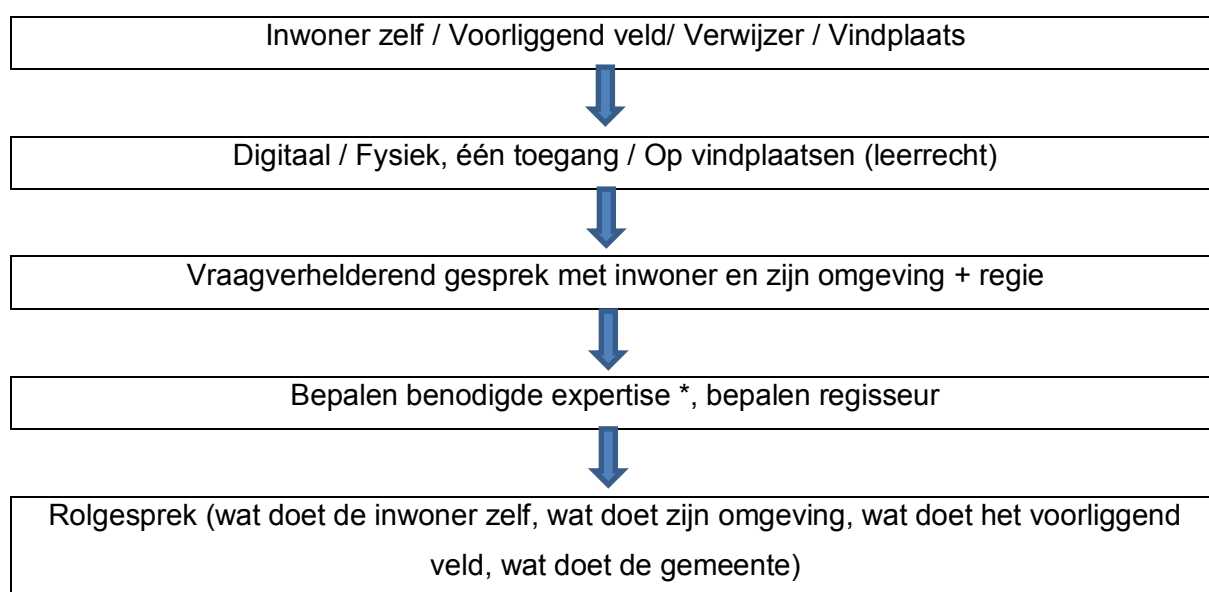 Inwoner zelf / Voorliggend veld/ Verwijzer / Vindplaats
Digitaal / Fysiek, één toegang / Op vindplaatsen (leerrecht)
Vraagverhelderend gesprek met inwoner en zijn omgeving + regie
Bepalen benodigde expertise *, bepalen regisseur
Rolgesprek (wat doet de inwoner zelf, wat doet zijn omgeving, wat doet het voorliggend
veld, wat doet de gemeente)